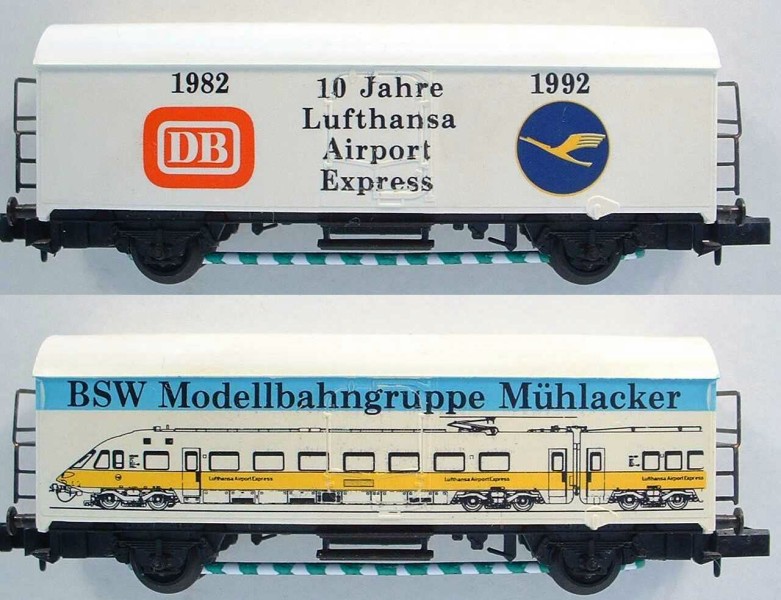 1982
10 Jahre
1992
DB
Lufthansa
Airport
Express
BSW Modellbahngruppe Mühlacker
Lufthansa Airport Express
Lufthansa Airport Express
Lufthansa Airport Express